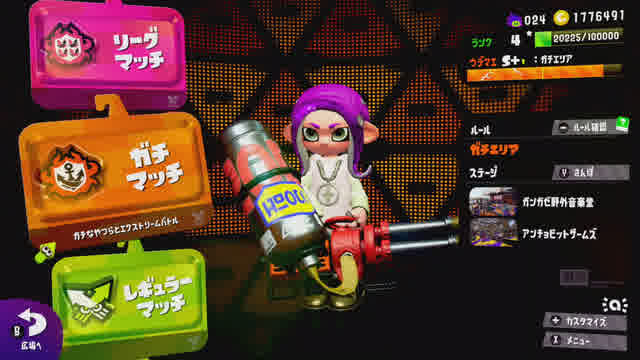 リーグ
マッチ
ガチ
マッチ
ガチなやつらとエクストリームバトル
レギュラー
マッチ
B
広場へ
024
1776491
ランク
4★
20225/100000
ウデマエ S+
:ガチエリア
ルール
ルール確認
ガチエリア
ステージ
Y さんぽ
ガンガゼ野外音楽堂
アンチョビットゲームズ
+ カスタマイズ
X メニュー